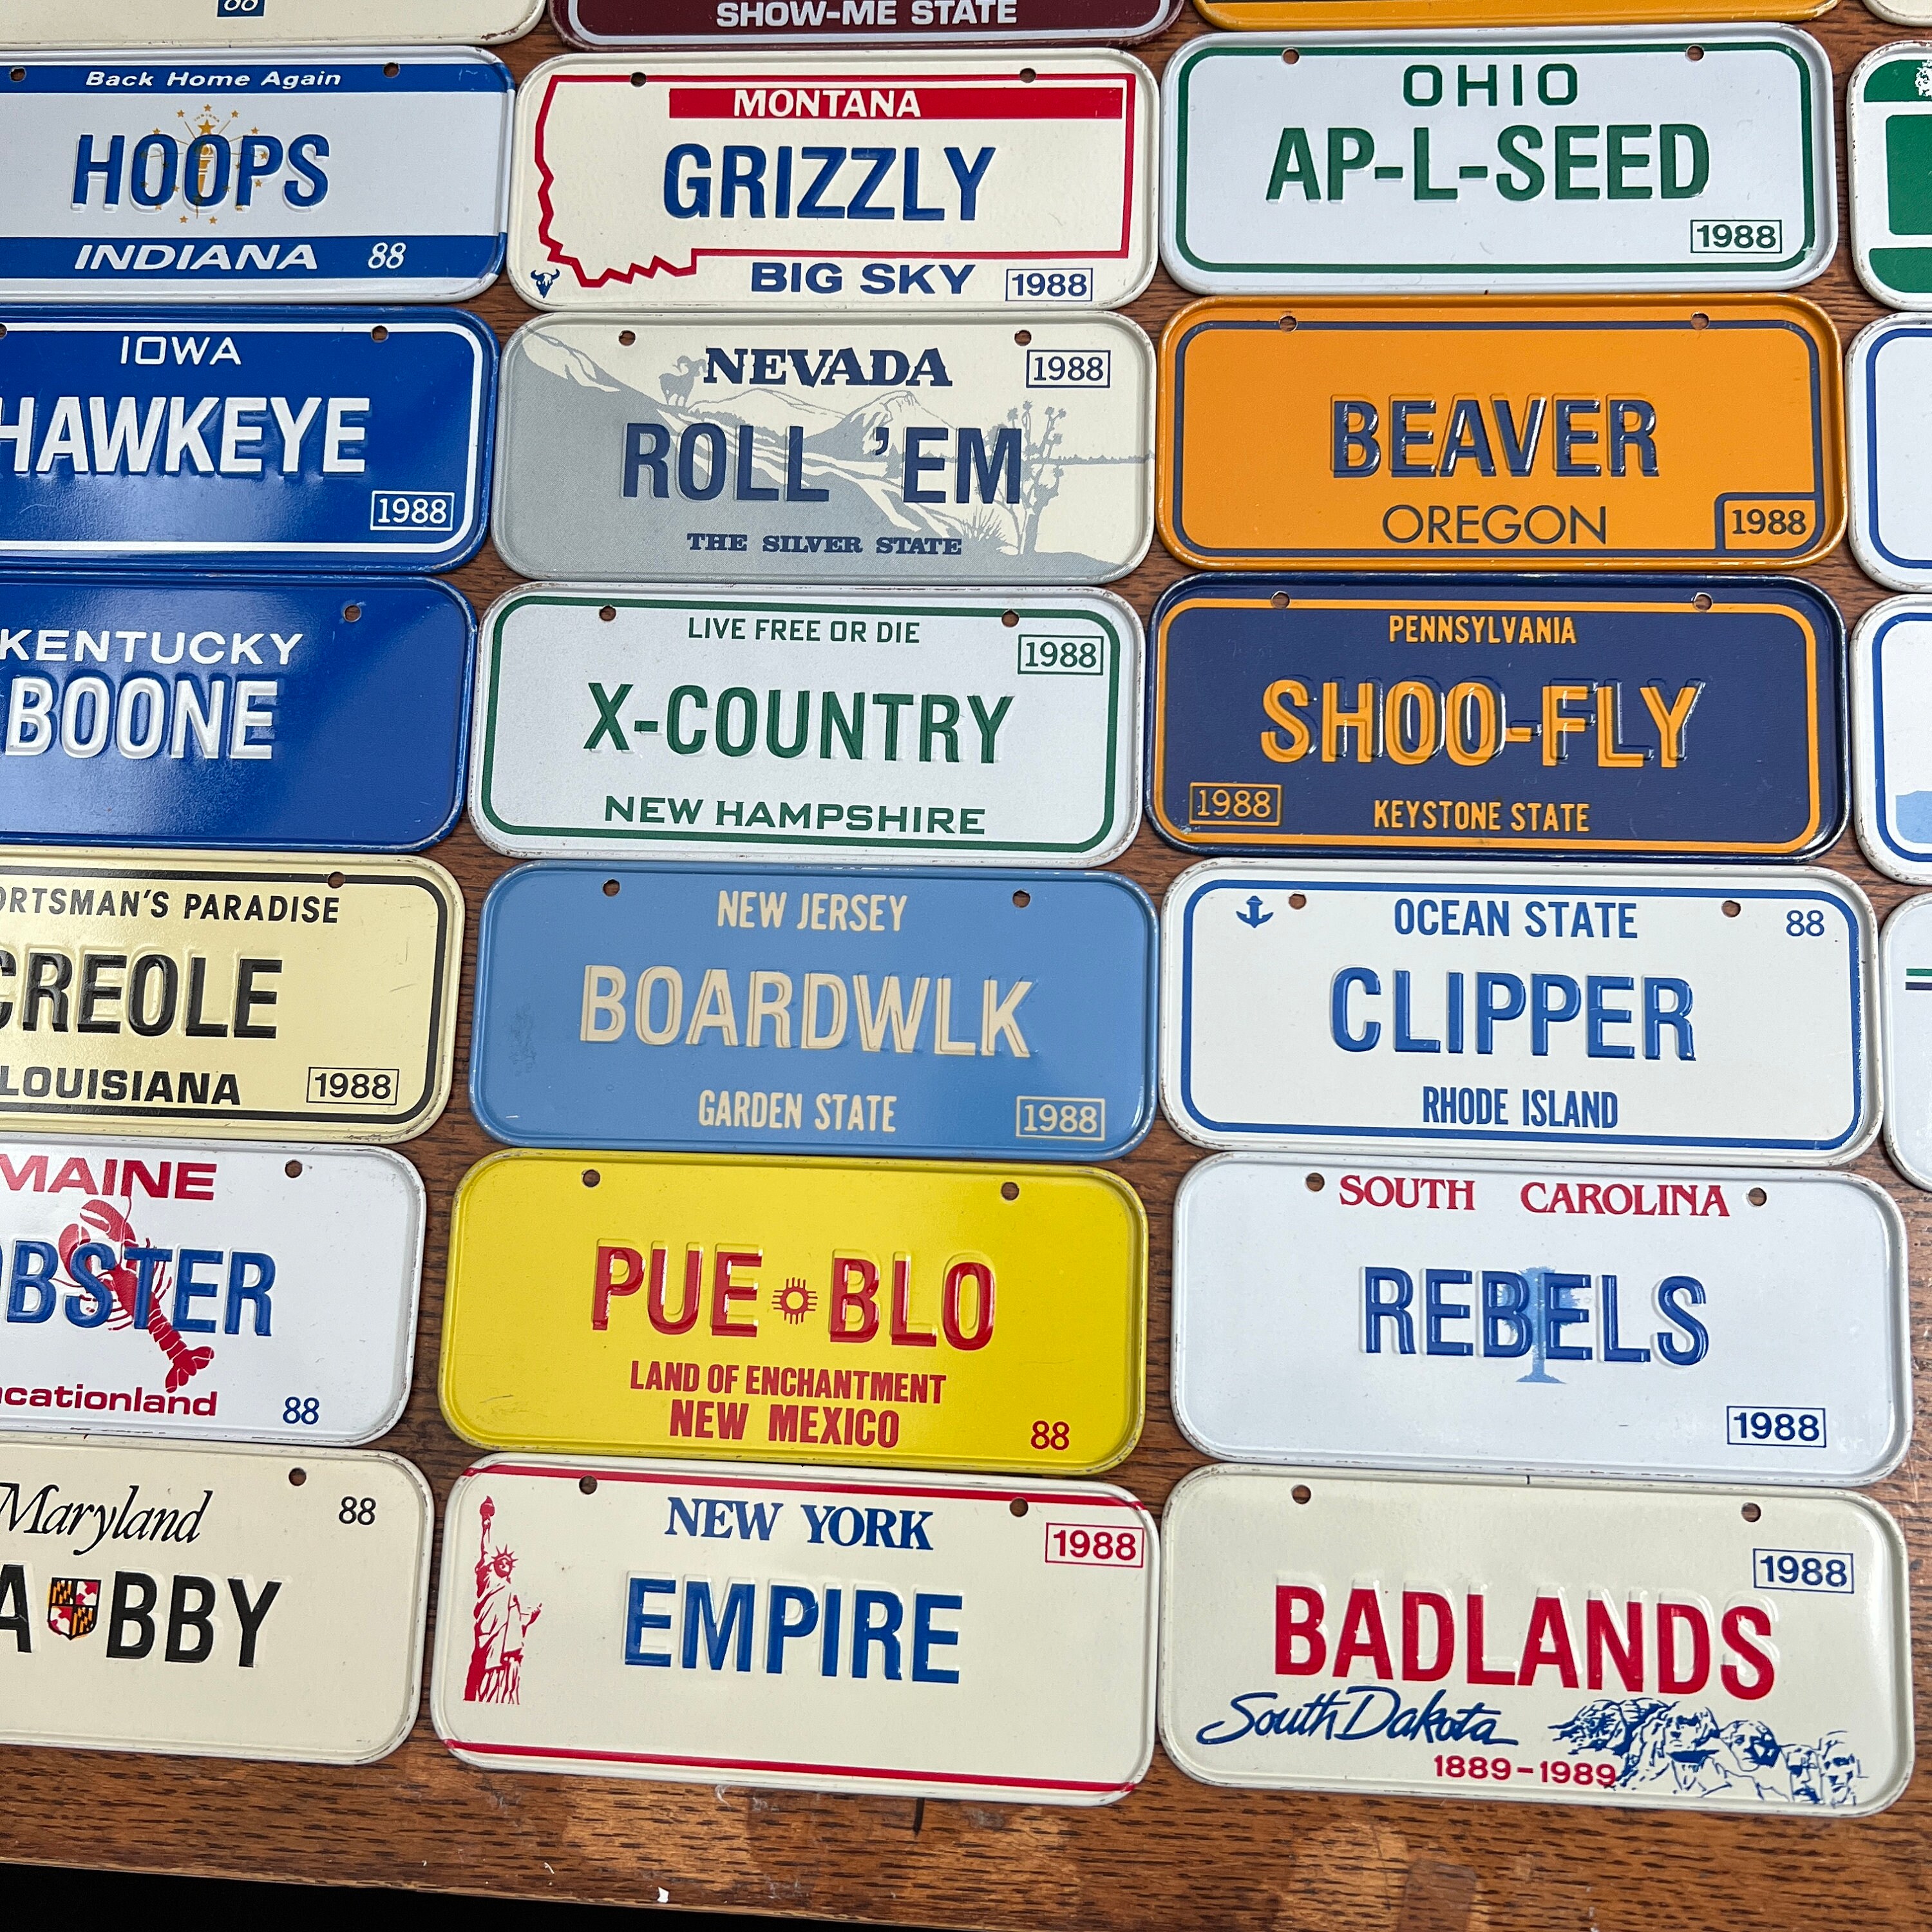 88
SHOW-ME STATE
Back Home Again
HOOPS
INDIANA 88
MONTANA
GRIZZLY
BIG SKY 1988
OHIO
AP-L-SEED
1988
IOWA
HAWKEYE
1988
NEVADA 1988
ROLL 'EM
THE SILVER STATE
BEAVER
OREGON 1988
KENTUCKY
BOONE
LIVE FREE OR DIE
1988
X-COUNTRY
NEW HAMPSHIRE
PENNSYLVANIA
SHOO-FLY
1988
KEYSTONE STATE
ORTSMAN'S PARADISE
CREOLE
LOUISIANA 1988
NEW JERSEY
BOARDWLK
GARDEN STATE 1988
OCEAN STATE 88
CLIPPER
RHODE ISLAND
MAINE
OBSTER
acationland 88
PUE BLO
LAND OF ENCHANTMENT
NEW MEXICO 88
SOUTH CAROLINA
REBELS
1988
Maryland 88
A BBY
NEW YORK 1988
EMPIRE
1988
BADLANDS
South Dakota
1889-1989